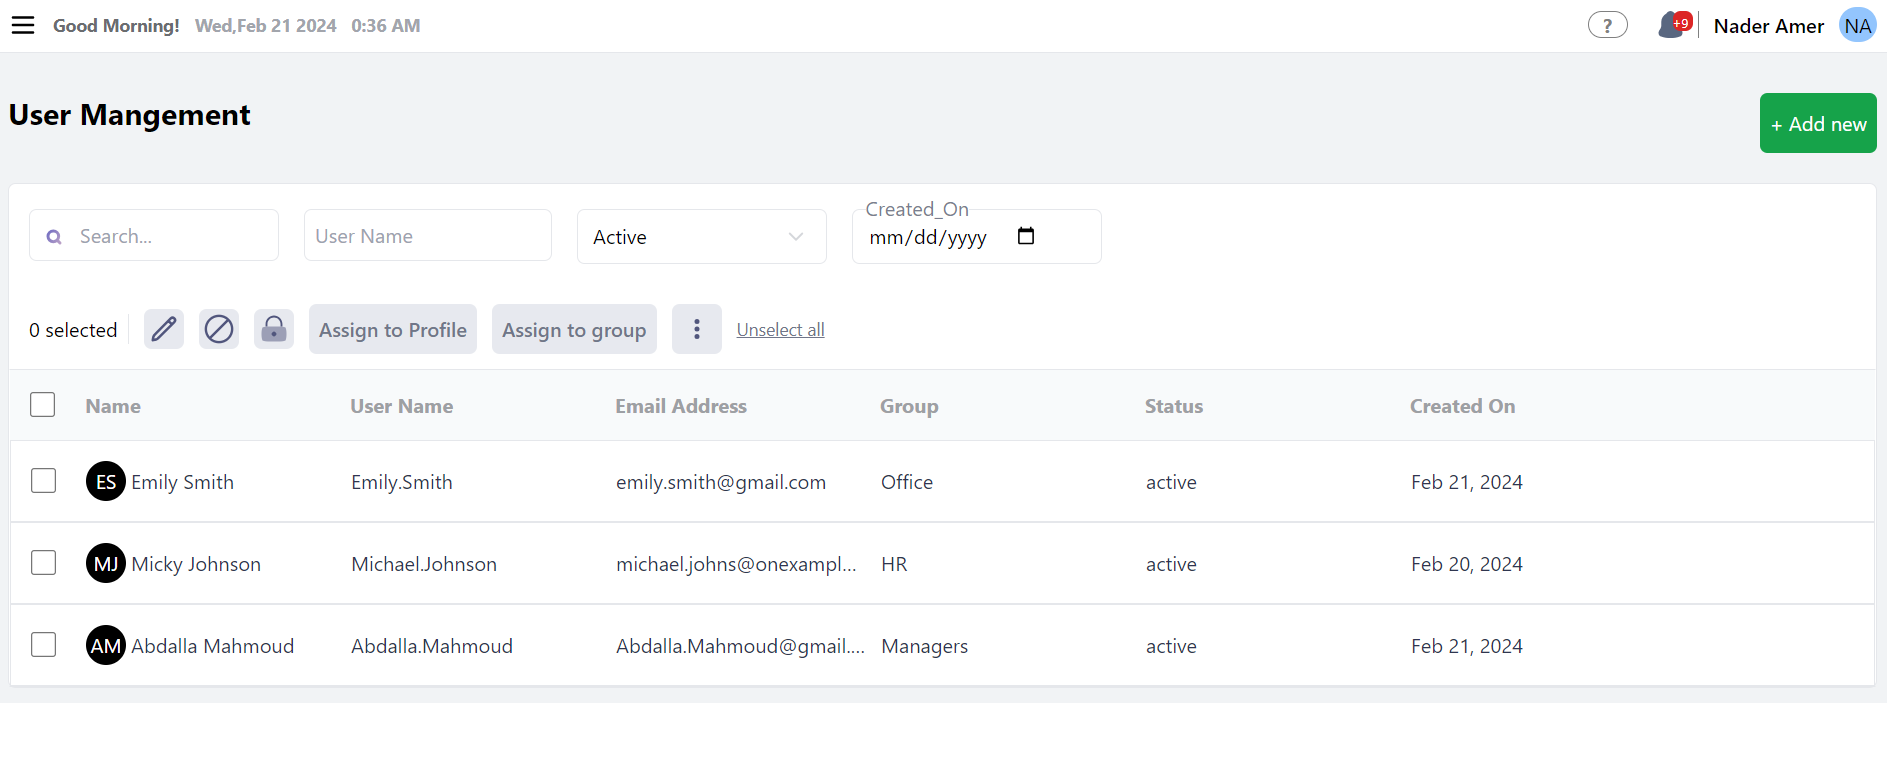 Good Morning! Wed,Feb 21 2024 0:36 AM ? +9 Nader Amer NA
User Mangement
+ Add new
Created_On
Search... User Name Active mm/dd/yyyy
0 selected Assign to Profile Assign to group Unselect all
Name User Name Email Address Group Status Created On
ES Emily Smith Emily.Smith emily.smith@gmail.com Office active Feb 21, 2024
MJ Micky Johnson Michael.Johnson michael.johns@onexampl... HR active Feb 20, 2024
AM Abdalla Mahmoud Abdalla.Mahmoud Abdalla.Mahmoud@gmail.... Managers active Feb 21, 2024